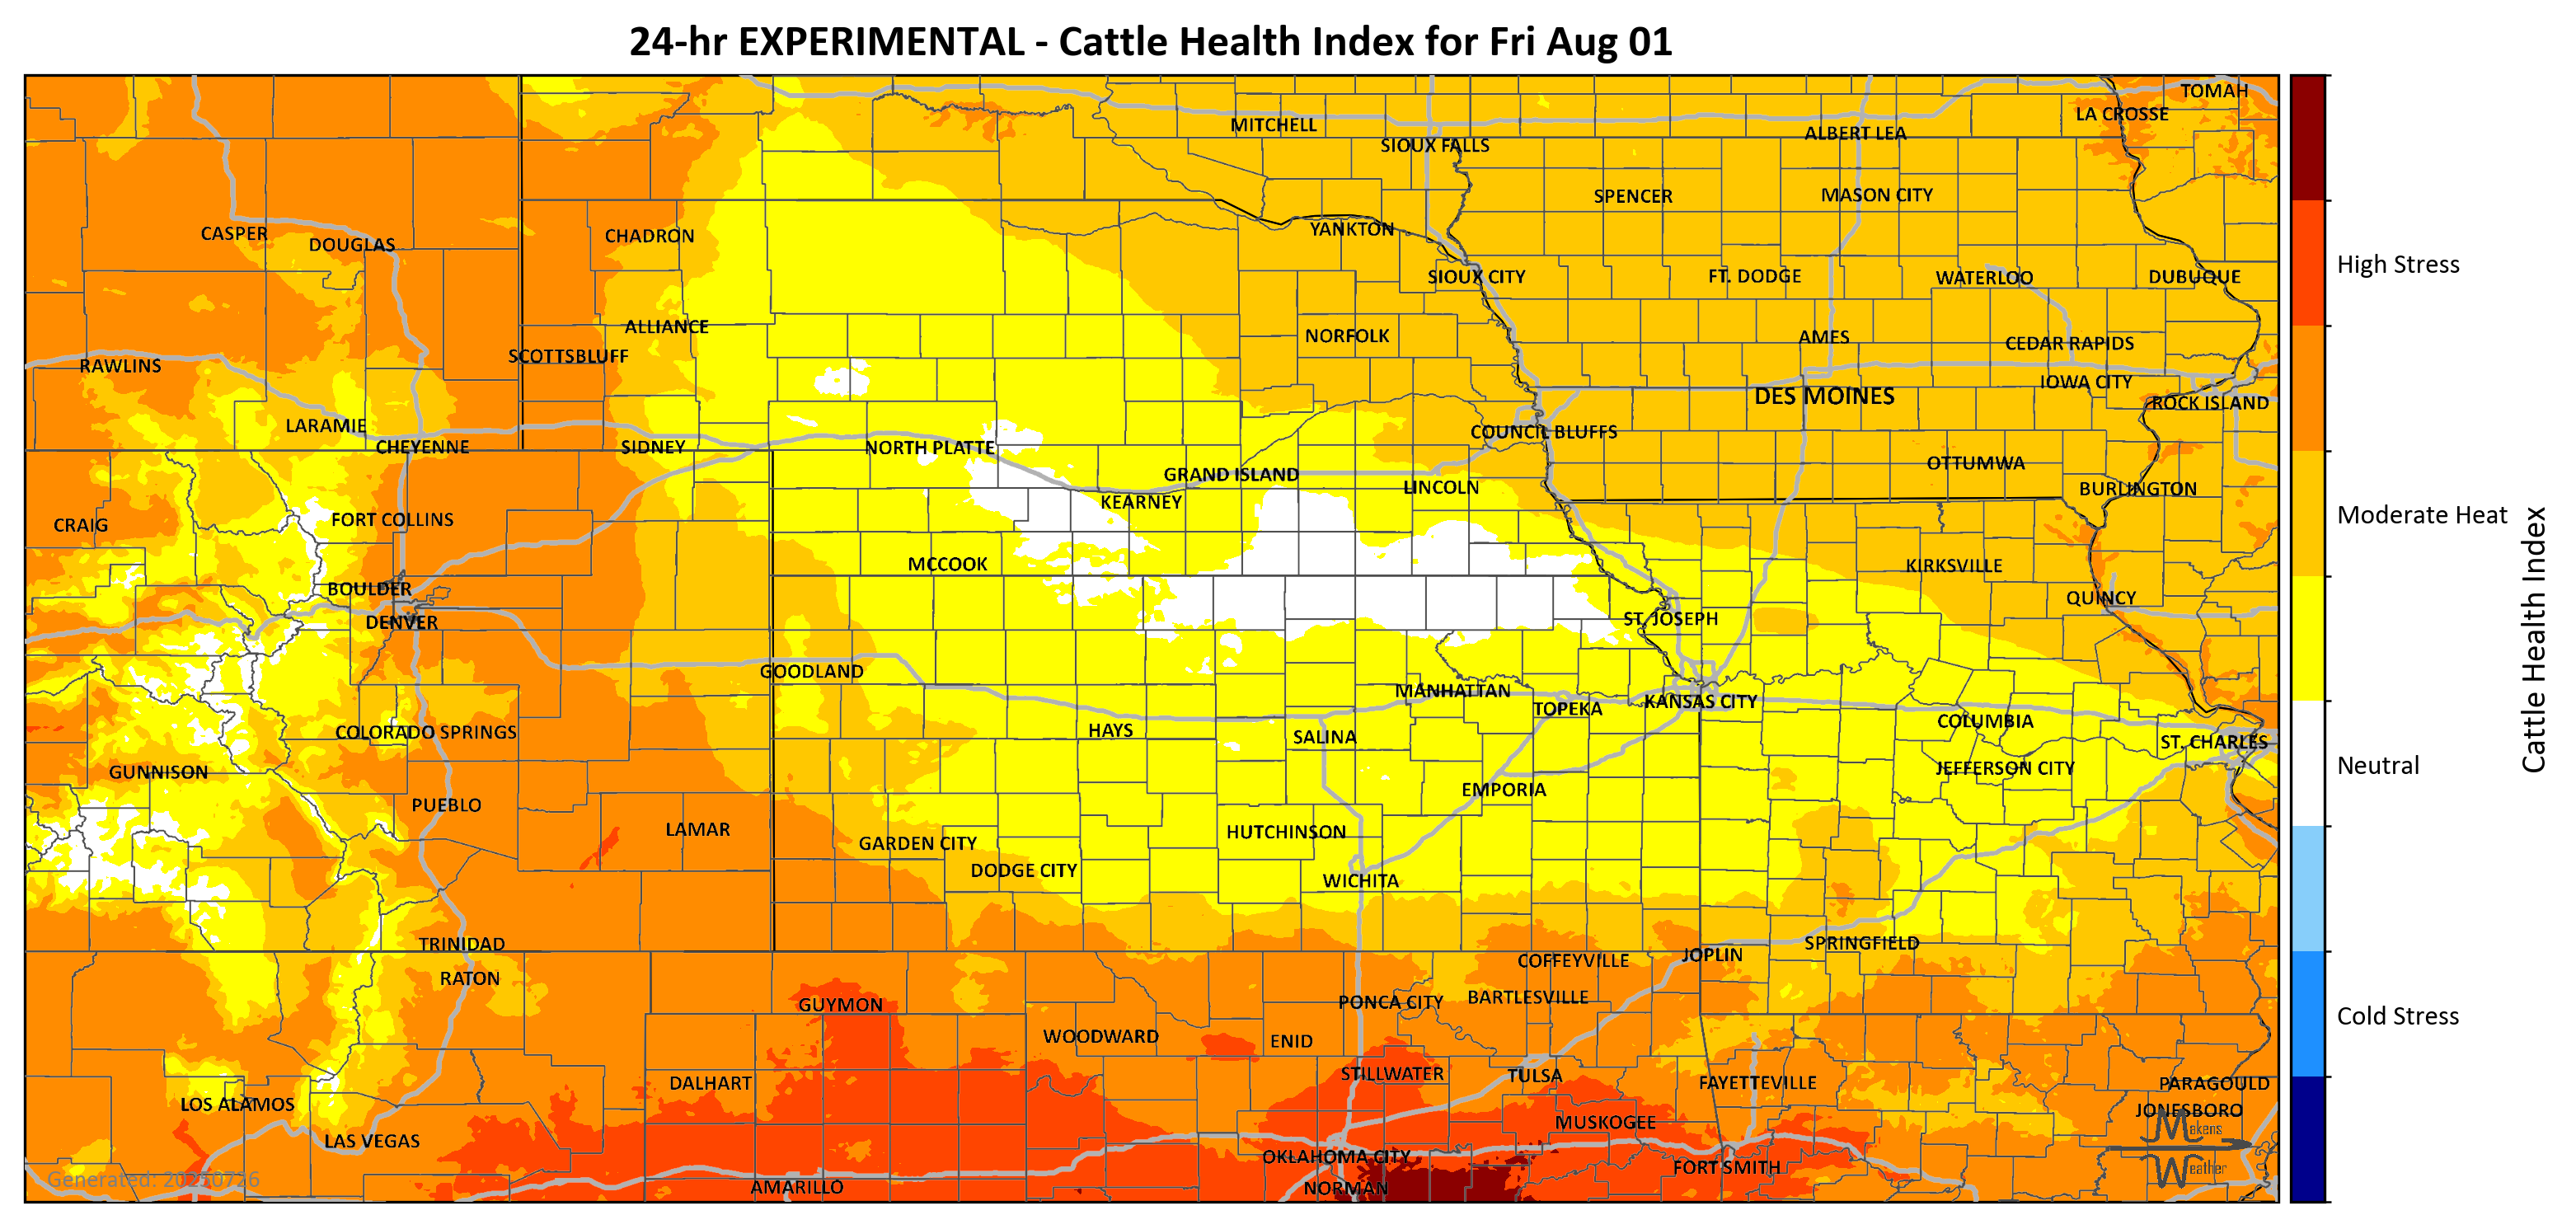 24-hr EXPERIMENTAL - Cattle Health Index for Fri Aug 01
TOMAH
LA CROSSE
MITCHELL
ALBERT LEA
SIOUX FALLS
SPENCER
MASON CITY
CASPER
DOUGLAS
CHADRON
YANKTON
High Stress
SIOUX CITY
FT. DODGE
WATERLOO
DUBUQUE
ALLIANCE
NORFOLK
AMES
CEDAR RAPIDS
SCOTTSBLUFF
RAWLINS
IOWA CITY
DES MOINES
ROCK ISLAND
LARAMIE
COUNCIL BLUFFS
CHEYENNE
SIDNEY
NORTH PLATTE
OTTUMWA
GRAND ISLAND
LINCOLN
BURLINGTON
KEARNEY
Moderate Heat
CRAIG
FORT COLLINS
MCCOOK
KIRKSVILLE
BOULDER
QUINCY
DENVER
ST. JOSEPH
Cattle Health Index
GOODLAND
MANHATTAN
KANSAS CITY
TOPEKA
COLUMBIA
COLORADO SPRINGS
HAYS
SALINA
ST. CHARLES
GUNNISON
JEFFERSON CITY
Neutral
EMPORIA
PUEBLO
LAMAR
HUTCHINSON
GARDEN CITY
DODGE CITY
WICHITA
TRINIDAD
SPRINGFIELD
JOPLIN
COFFEYVILLE
RATON
BARTLESVILLE
GUYMON
PONCA CITY
Cold Stress
WOODWARD
ENID
STILLWATER
TULSA
DALHART
FAYETTEVILLE
PARAGOULD
LOS ALAMOS
JONESBORO
MUSKOGEE
Makens
LAS VEGAS
OKLAHOMA CITY
FORT SMITH
Weather
Generated: 20250726
AMARILLO
NORMAN